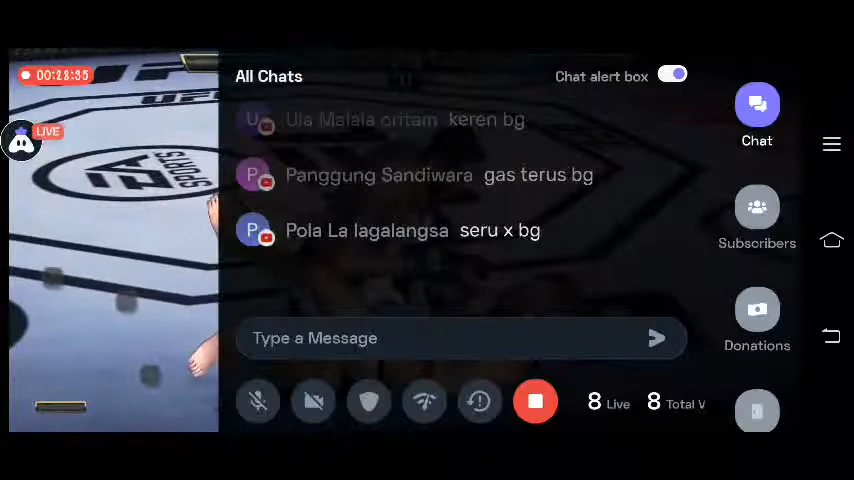 00:28:35
All Chats
Chat alert box
LIVE
U Ula Malala oritam keren bg
P Panggung Sandiwara gas terus bg
P Pola La lagalangsa seru x bg
Type a Message
8 Live 8 Total V
Chat
Subscribers
Donations
EA
SPORTS